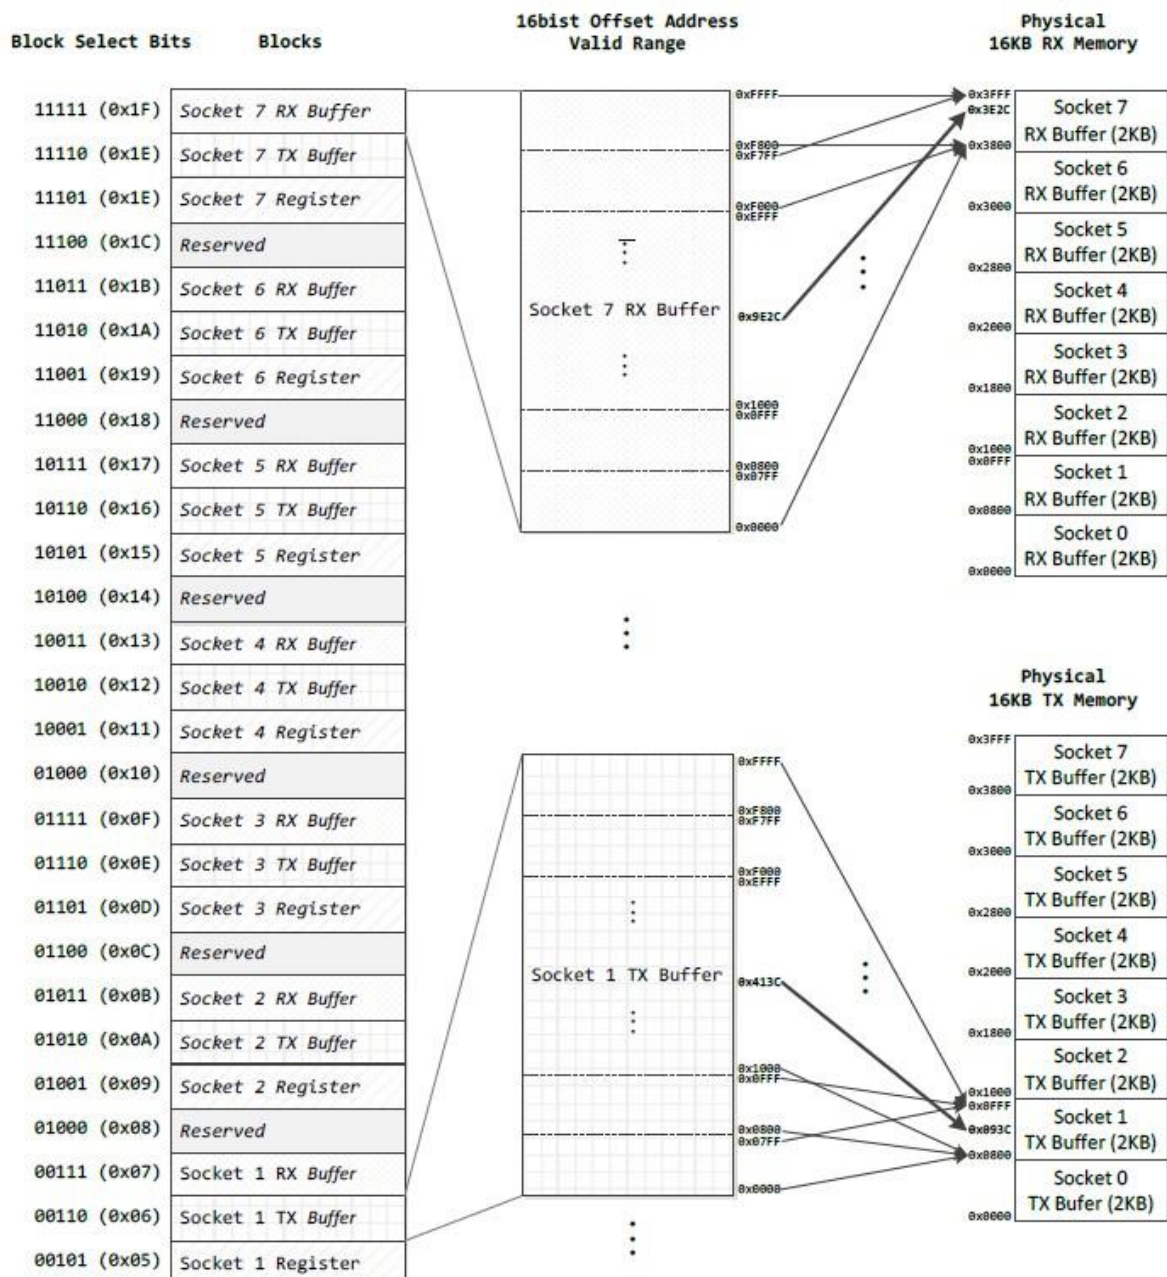 Block Select Bits
Blocks
16bist Offset Address
Valid Range
Physical
16KB RX Memory
11111 (0x1F) Socket 7 RX Buffer
11110 (0x1E) Socket 7 TX Buffer
11101 (0x1E) Socket 7 Register
11100 (0x1C) Reserved
11011 (0x1B) Socket 6 RX Buffer
11010 (0x1A) Socket 6 TX Buffer
11001 (0x19) Socket 6 Register
11000 (0x18) Reserved
10111 (0x17) Socket 5 RX Buffer
10110 (0x16) Socket 5 TX Buffer
10101 (0x15) Socket 5 Register
10100 (0x14) Reserved
10011 (0x13) Socket 4 RX Buffer
10010 (0x12) Socket 4 TX Buffer
10001 (0x11) Socket 4 Register
01000 (0x10) Reserved
01111 (0x0F) Socket 3 RX Buffer
01110 (0x0E) Socket 3 TX Buffer
01101 (0x0D) Socket 3 Register
01100 (0x0C) Reserved
01011 (0x0B) Socket 2 RX Buffer
01010 (0x0A) Socket 2 TX Buffer
01001 (0x09) Socket 2 Register
01000 (0x08) Reserved
00111 (0x07) Socket 1 RX Buffer
00110 (0x06) Socket 1 TX Buffer
00101 (0x05) Socket 1 Register
Socket 7 RX Buffer
0xFFFF
0xF800
0xF7FF
0xF000
0xEFFF
0x9E2C
0x1000
0x0FFF
0x0800
0x07FF
0x0000
0x3FFF
0x3E2C
0x3800
0x3000
0x2800
0x2000
0x1800
0x1000
0x0FFF
0x0800
0x0000
Socket 7
RX Buffer (2KB)
Socket 6
RX Buffer (2KB)
Socket 5
RX Buffer (2KB)
Socket 4
RX Buffer (2KB)
Socket 3
RX Buffer (2KB)
Socket 2
RX Buffer (2KB)
Socket 1
RX Buffer (2KB)
Socket 0
RX Buffer (2KB)
Physical
16KB TX Memory
Socket 1 TX Buffer
0xFFFF
0xF800
0xF7FF
0xF000
0xEFFF
0x413C
0x1000
0x0FFF
0x0800
0x07FF
0x0000
0x3FFF
0x3800
0x3000
0x2800
0x2000
0x1800
0x1000
0x0FFF
0x093C
0x0800
0x0000
Socket 7
TX Buffer (2KB)
Socket 6
TX Buffer (2KB)
Socket 5
TX Buffer (2KB)
Socket 4
TX Buffer (2KB)
Socket 3
TX Buffer (2KB)
Socket 2
TX Buffer (2KB)
Socket 1
TX Buffer (2KB)
Socket 0
TX Bufer (2KB)